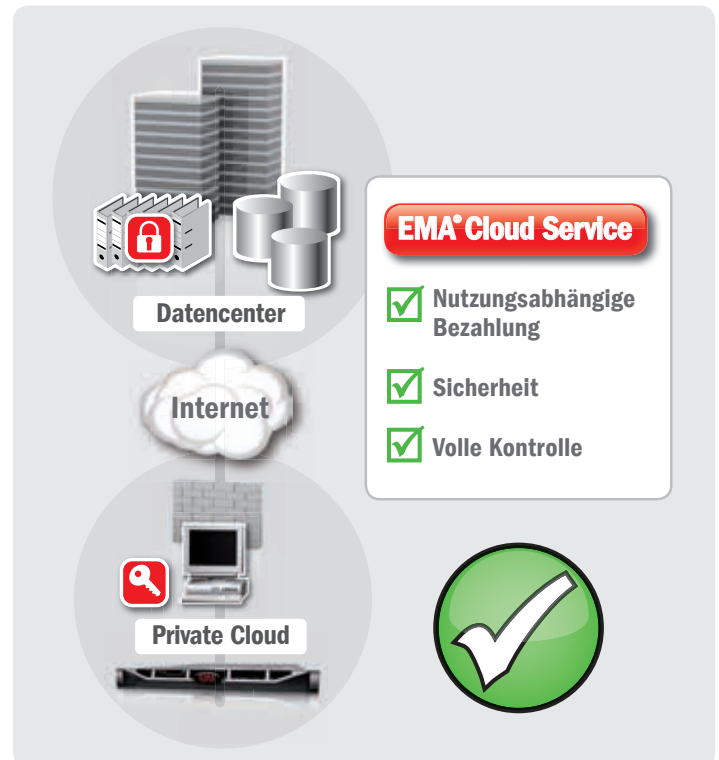 Datencenter
Internet
Private Cloud
EMA® Cloud Service
Nutzungsabhängige
Bezahlung
Sicherheit
Volle Kontrolle